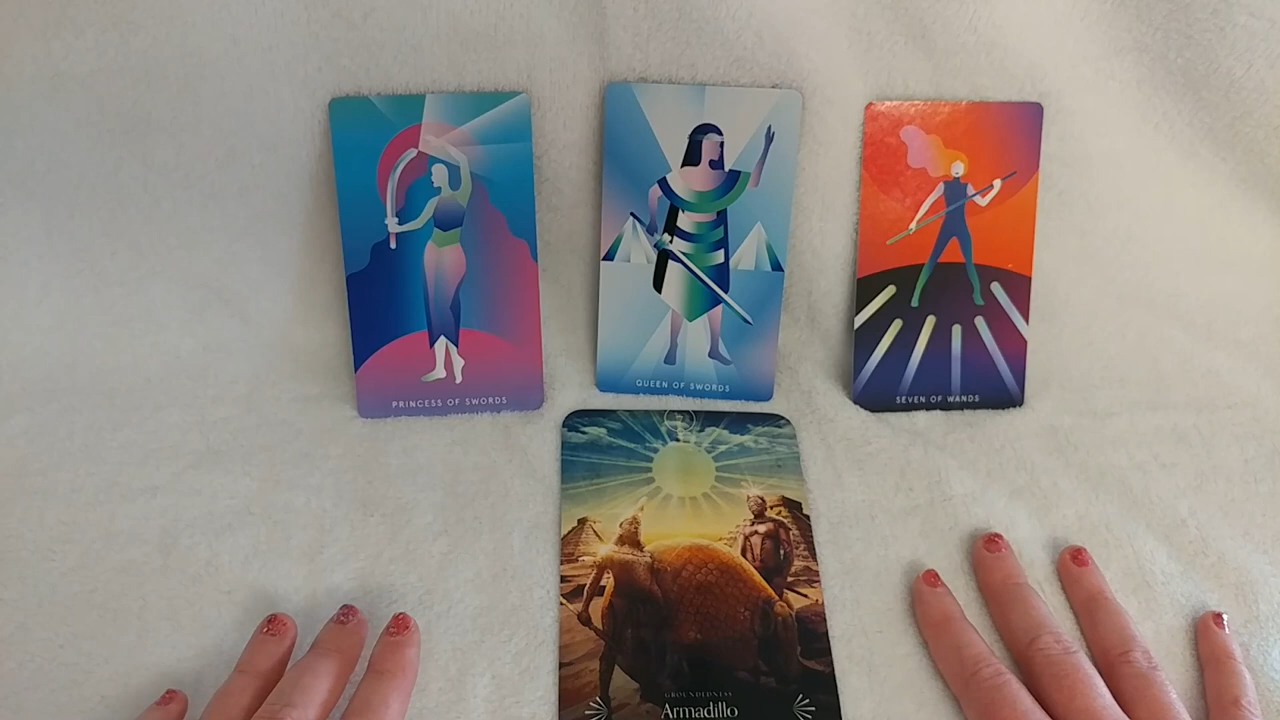 PRINCESS OF SWORDS
QUEEN OF SWORDS
SEVEN OF WANDS
GROUNDEDNESS
Armadillo